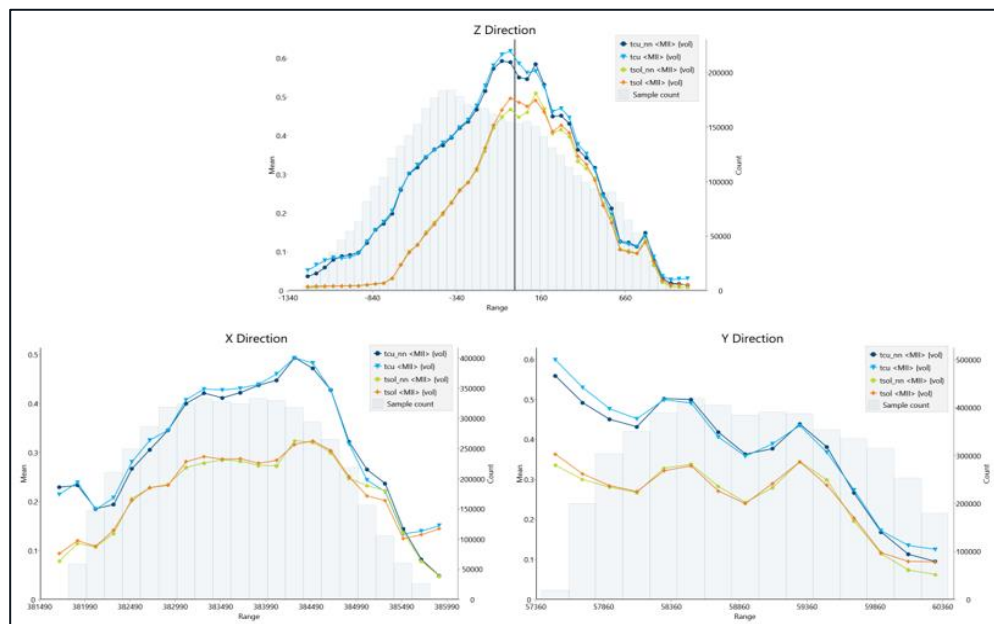 Z Direction
tcu_nn <MII> (vol)
tcu <MII> (vol)
tsol_nn <MII> (vol)
tsol <MII> (vol)
Sample count
0.6
0.5
0.4
0.3
0.2
0.1
0
Mean
200000
150000
100000
50000
0
Count
-1340 -840 -340 160 660
Range
X Direction
tcu_nn <MII> (vol)
tcu <MII> (vol)
tsol_nn <MII> (vol)
tsol <MII> (vol)
Sample count
0.5
0.4
0.3
0.2
0.1
0
Mean
400000
350000
300000
250000
200000
150000
100000
50000
0
Count
381490 381990 382490 382990 383490 383990 384490 384990 385490 385990
Range
Y Direction
tcu_nn <MII> (vol)
tcu <MII> (vol)
tsol_nn <MII> (vol)
tsol <MII> (vol)
Sample count
0.6
0.5
0.4
0.3
0.2
0.1
0
Mean
500000
400000
300000
200000
100000
0
Count
57360 57860 58360 58860 59360 59860 60360
Range